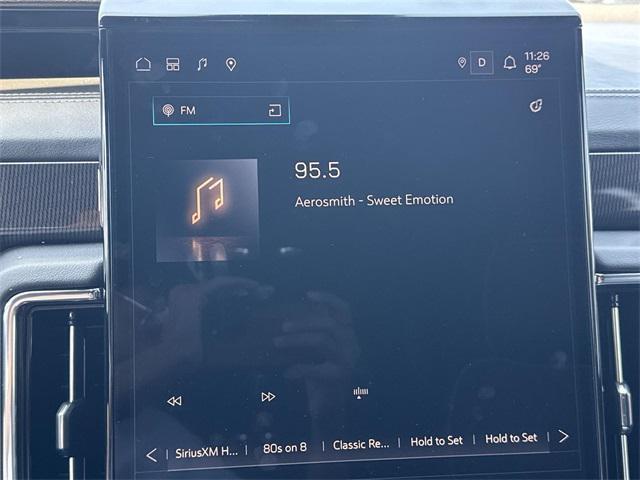 D 11:26
69°
FM
95.5
Aerosmith - Sweet Emotion
SiriusXM H... 80s on 8 Classic Re... Hold to Set Hold to Set